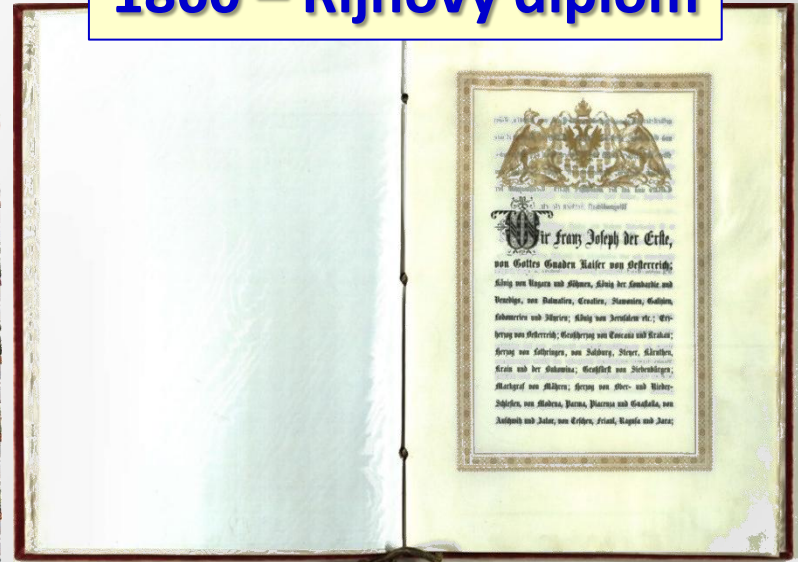 1860 – Říjnový diplom
Wir Franz Joseph der Erste,
von Gottes Gnaden Kaiser von Oesterreich;
König von Ungarn und Böhmen, König der Lombardie und
Venedigs, von Dalmatien, Croatien, Slawonien, Galizien,
Lodomerien und Illyrien; König von Jerusalem etc.; Erz-
herzog von Oesterreich; Großherzog von Toscana und Krakau;
Herzog von Lothringen, von Salzburg, Steyer, Kärnthen,
Krain und der Bukowina; Großfürst von Siebenbürgen;
Markgraf von Mähren; Herzog von Ober- und Nieder-
Schlesien, von Modena, Parma, Piacenza und Guastalla, von
Auschwitz und Zator, von Teschen, Friaul, Ragusa und Zara;